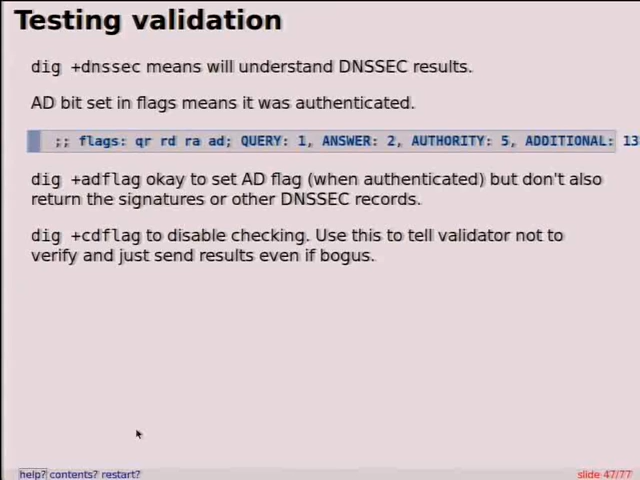 Testing validation
dig +dnssec means will understand DNSSEC results.
AD bit set in flags means it was authenticated.
;; flags: qr rd ra ad; QUERY: 1, ANSWER: 2, AUTHORITY: 5, ADDITIONAL: 13
dig +adflag okay to set AD flag (when authenticated) but don't also
return the signatures or other DNSSEC records.
dig +cdflag to disable checking. Use this to tell validator not to
verify and just send results even if bogus.
help? contents? restart?
slide 47/77